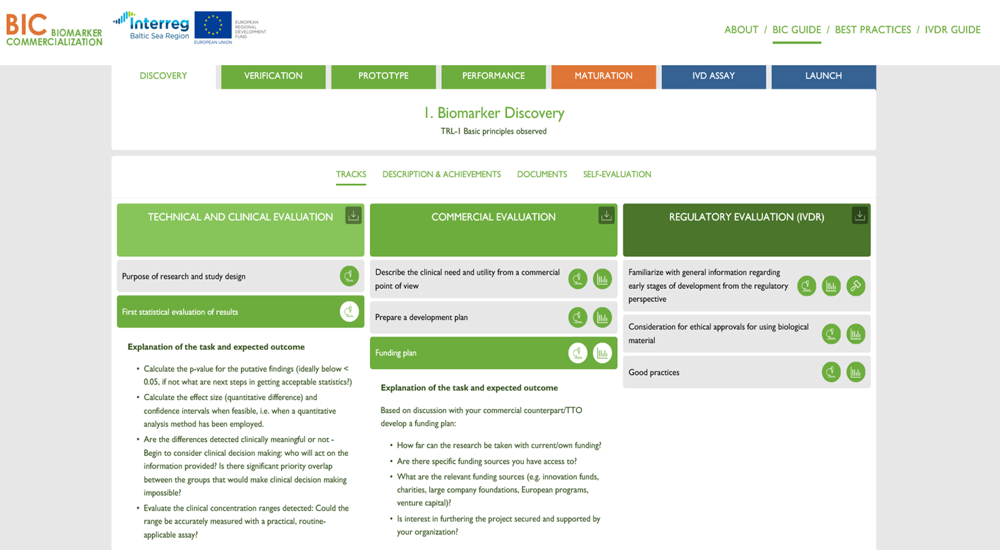 BIC BIOMARKER
COMMERCIALIZATION
Interreg
Baltic Sea Region
EUROPEAN UNION
EUROPEAN
REGIONAL
DEVELOPMENT
FUND
ABOUT / BIC GUIDE / BEST PRACTICES / IVDR GUIDE
DISCOVERY
VERIFICATION
PROTOTYPE
PERFORMANCE
MATURATION
IVD ASSAY
LAUNCH
1. Biomarker Discovery
TRL-1 Basic principles observed
TRACKS
DESCRIPTION & ACHIEVEMENTS
DOCUMENTS
SELF-EVALUATION
TECHNICAL AND CLINICAL EVALUATION
Purpose of research and study design
First statistical evaluation of results
Explanation of the task and expected outcome
• Calculate the p-value for the putative findings (ideally below <
0.05, if not what are next steps in getting acceptable statistics?)
• Calculate the effect size (quantitative difference) and
confidence intervals when feasible, i.e. when a quantitative
analysis method has been employed.
• Are the differences detected clinically meaningful or not -
Begin to consider clinical decision making: who will act on the
information provided? Is there significant priority overlap
between the groups that would make clinical decision making
impossible?
• Evaluate the clinical concentration ranges detected: Could the
range be accurately measured with a practical, routine-
applicable assay?
COMMERCIAL EVALUATION
Describe the clinical need and utility from a commercial
point of view
Prepare a development plan
Funding plan
Explanation of the task and expected outcome
Based on discussion with your commercial counterpart/TTO
develop a funding plan:
• How far can the research be taken with current/own funding?
• Are there specific funding sources you have access to?
• What are the relevant funding sources (e.g. innovation funds,
charities, large company foundations, European programs,
venture capital)?
• Is interest in furthering the project secured and supported by
your organization?
REGULATORY EVALUATION (IVDR)
Familiarize with general information regarding
early stages of development from the regulatory
perspective
Consideration for ethical approvals for using biological
material
Good practices